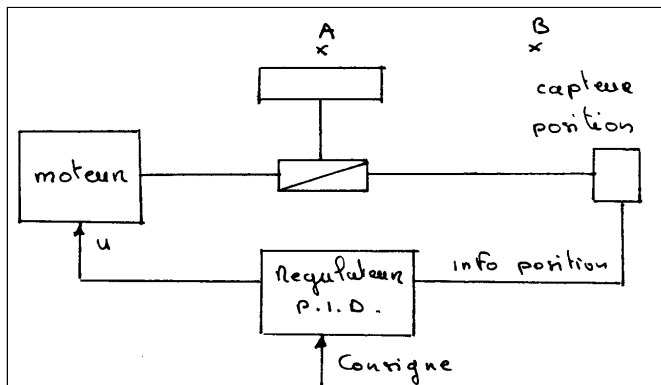 A
B
capteur
position
moteur
u
Regulateur
P.I.D.
info position
Consigne